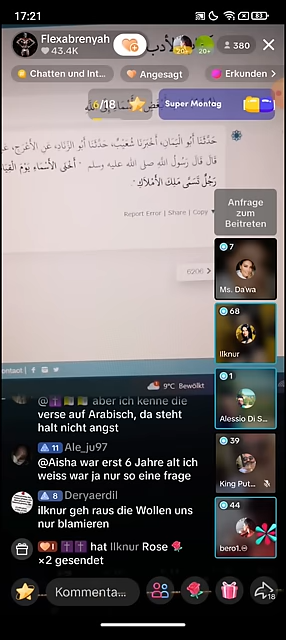 Flexabrenyah
43.4K
20+
20+
380
Chatten und Int...
Angesagt
Erkunden
6/18
Super Montag
حَدَّثَنَا أَبُو الْيَمَانِ، أَخْبَرَنَا شُعَيْبٌ، حَدَّثَنَا أَبُو الزِّنَادِ، عَنِ الأَعْرَجِ، عَنْ
قَالَ قَالَ رَسُولُ اللَّهِ صلى الله عليه وسلم " أَخْنَى الأَسْمَاءِ يَوْمَ الْقِيَا
رَجُلٌ تَسَمَّى مَلِكَ الأَمْلاَكِ".
Report Error | Share | Copy ▼
Anfrage
zum
Beitreten
7
Ms. Da'wa
6206
68
Ilknur
ontact |
9°C Bewölkt
1
Alessio Di S...
@ aber ich kenne die
verse auf Arabisch, da steht
halt nicht angst
11 Ale_ju97
@Aisha war erst 6 Jahre alt ich
weiss war ja nur so eine frage
39
King Put...
8 Deryaerdil
ilknur geh raus die Wollen uns
nur blamieren
44
bero1.
hat Ilknur Rose 🌹
×2 gesendet
Kommenta...
18